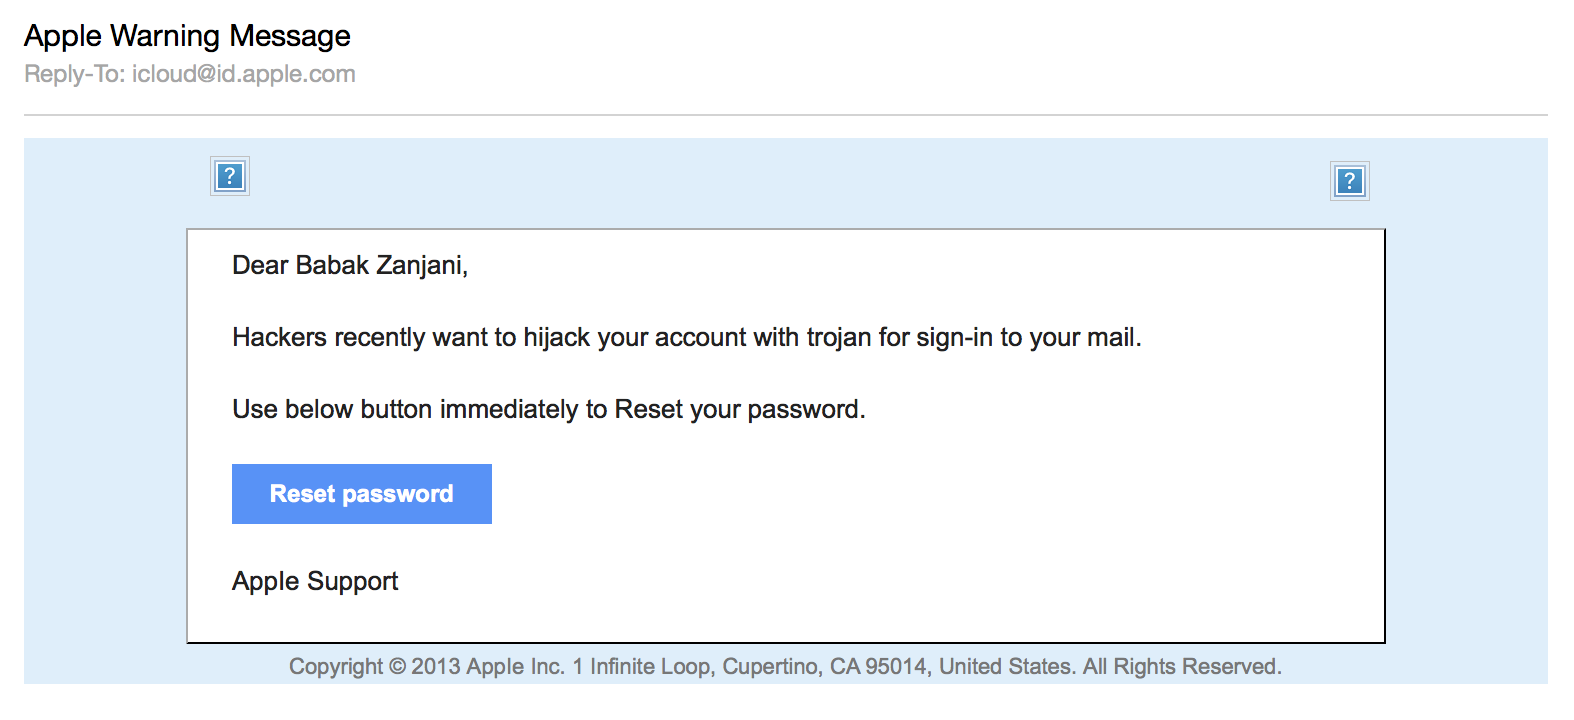 Apple Warning Message
Reply-To: icloud@id.apple.com
?
?
Dear Babak Zanjani,
Hackers recently want to hijack your account with trojan for sign-in to your mail.
Use below button immediately to Reset your password.
Reset password
Apple Support
Copyright © 2013 Apple Inc. 1 Infinite Loop, Cupertino, CA 95014, United States. All Rights Reserved.